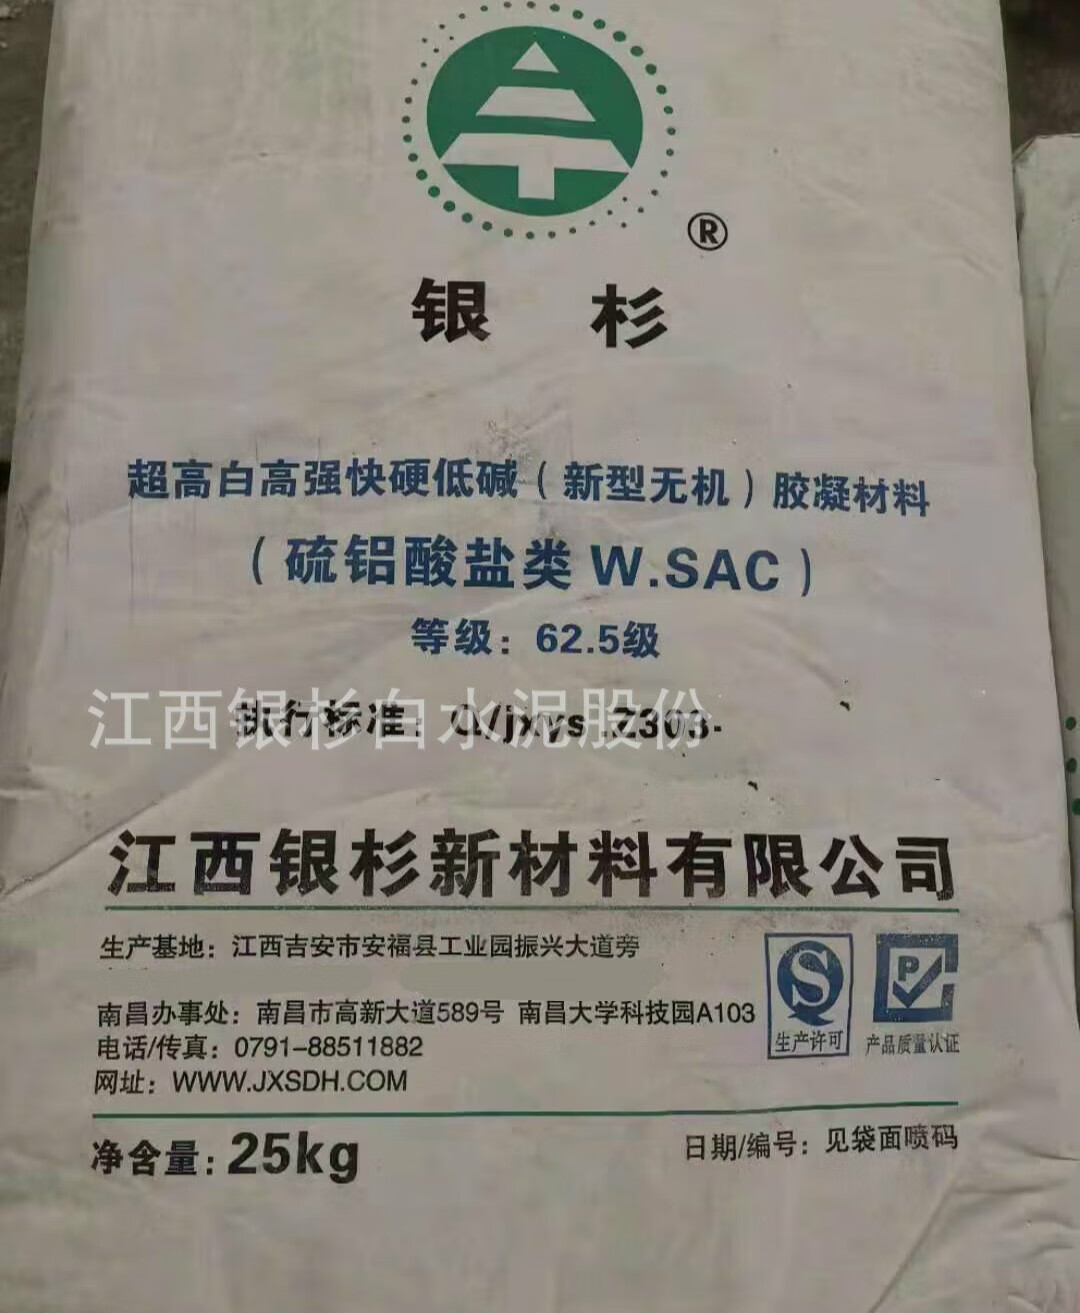 ®
银 杉
超高白高强快硬低碱（新型无机）胶凝材料
（硫铝酸盐类 W.SAC）
等级：62.5级
执行标准：Q/jxys .Z303-
江西银杉白水泥股份
江西银杉新材料有限公司
生产基地：江西吉安市安福县工业园振兴大道旁
南昌办事处：南昌市高新大道589号 南昌大学科技园A103
电话/传真：0791-88511882
网址：WWW.JXSDH.COM
生产许可
产品质量认证
净含量：25kg
日期/编号：见袋面喷码